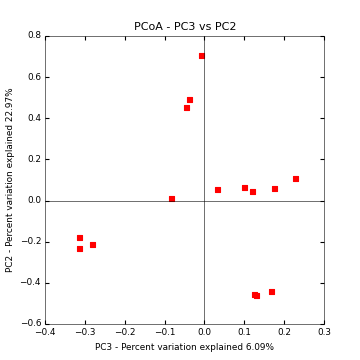 PCoA - PC3 vs PC2
0.8
0.6
0.4
0.2
0.0
−0.2
−0.4
−0.6
PC2 - Percent variation explained 22.97%
−0.4 −0.3 −0.2 −0.1 0.0 0.1 0.2 0.3
PC3 - Percent variation explained 6.09%